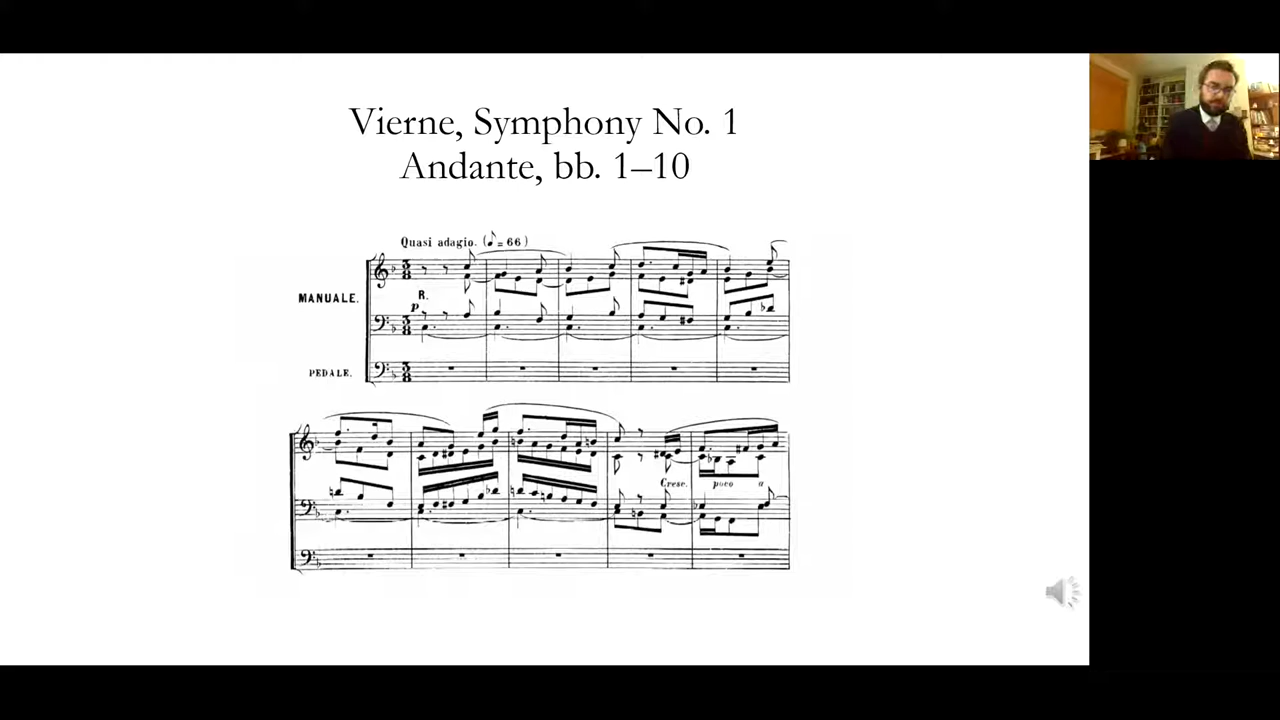 Vierne, Symphony No. 1
Andante, bb. 1–10
Quasi adagio. (♪ = 66)
MANUALE.
R.
p
PEDALE.
Cresc. poco a